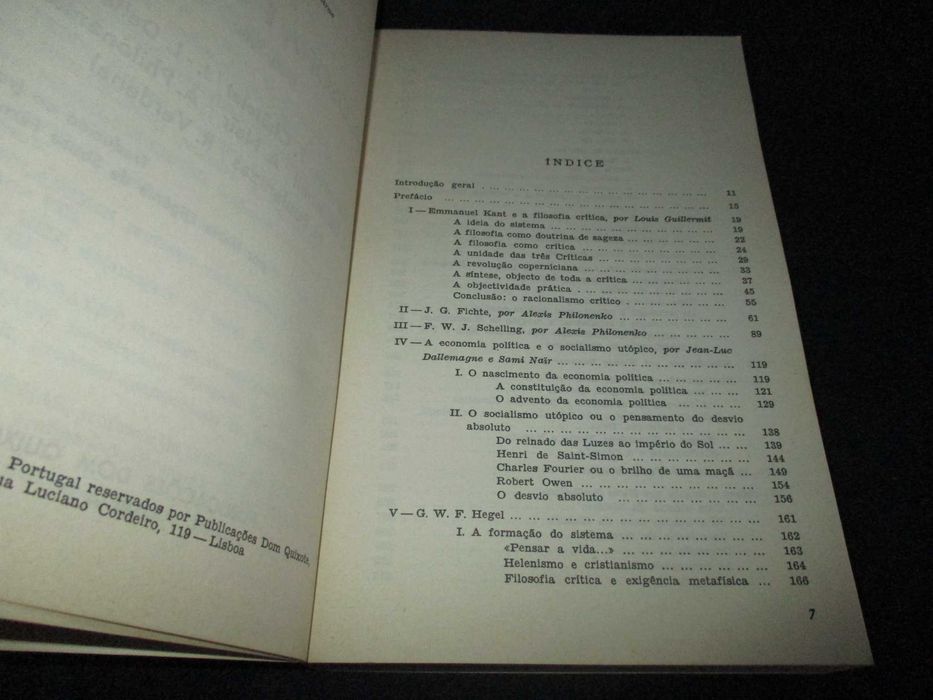 Portugal reservados por Publicações Dom Quixote,
Luciano Cordeiro, 119 — Lisboa
ÍNDICE
Introdução geral . ... ... ... ... ... ... ... ... ... ... ... ... ... ... ... 11
Prefácio ... ... ... ... ... ... ... ... ... ... ... ... ... ... ... ... ... ... 15
I — Emmanuel Kant e a filosofia crítica, por Louis Guillermit 19
A ideia do sistema ... ... ... ... ... ... ... ... ... ... ... 19
A filosofia como doutrina de sageza ... ... ... ... ... ... 22
A filosofia como crítica ... ... ... ... ... ... ... ... ... 24
A unidade das três Críticas ... ... ... ... ... ... ... ... 29
A revolução coperniciana ... ... ... ... ... ... ... ... ... 33
A síntese, objecto de toda a crítica ... ... ... ... ... ... 37
A objectividade prática . ... ... ... ... ... ... ... ... ... 45
Conclusão: o racionalismo crítico . ... ... ... ... ... ... 55
II — J. G. Fichte, por Alexis Philonenko ... ... ... ... ... ... ... 61
III — F. W. J. Schelling, por Alexis Philonenko ... ... ... ... ... 89
IV — A economia política e o socialismo utópico, por Jean-Luc
Dallemagne e Sami Naïr ... ... ... ... ... ... ... ... ... ... ... 119
I. O nascimento da economia política ... ... ... ... ... 119
A constituição da economia política ... ... ... 121
O advento da economia política ... ... ... ... 129
II. O socialismo utópico ou o pensamento do desvio
absoluto ... ... ... ... ... ... ... ... ... ... ... ... ... 138
Do reinado das Luzes ao império do Sol ... ... 139
Henri de Saint-Simon ... ... ... ... ... ... ... 144
Charles Fourier ou o brilho de uma maçã ... 149
Robert Owen ... ... ... ... ... ... ... ... ... ... 154
O desvio absoluto ... ... ... ... ... ... ... ... 156
V — G. W. F. Hegel ... ... ... ... ... ... ... ... ... ... ... ... ... ... 161
I. A formação do sistema ... ... ... ... ... ... ... ... ... 162
«Pensar a vida...» ... ... ... ... ... ... ... ... ... 163
Helenismo e cristianismo ... ... ... ... ... ... ... 164
Filosofia crítica e exigência metafísica ... 166
7